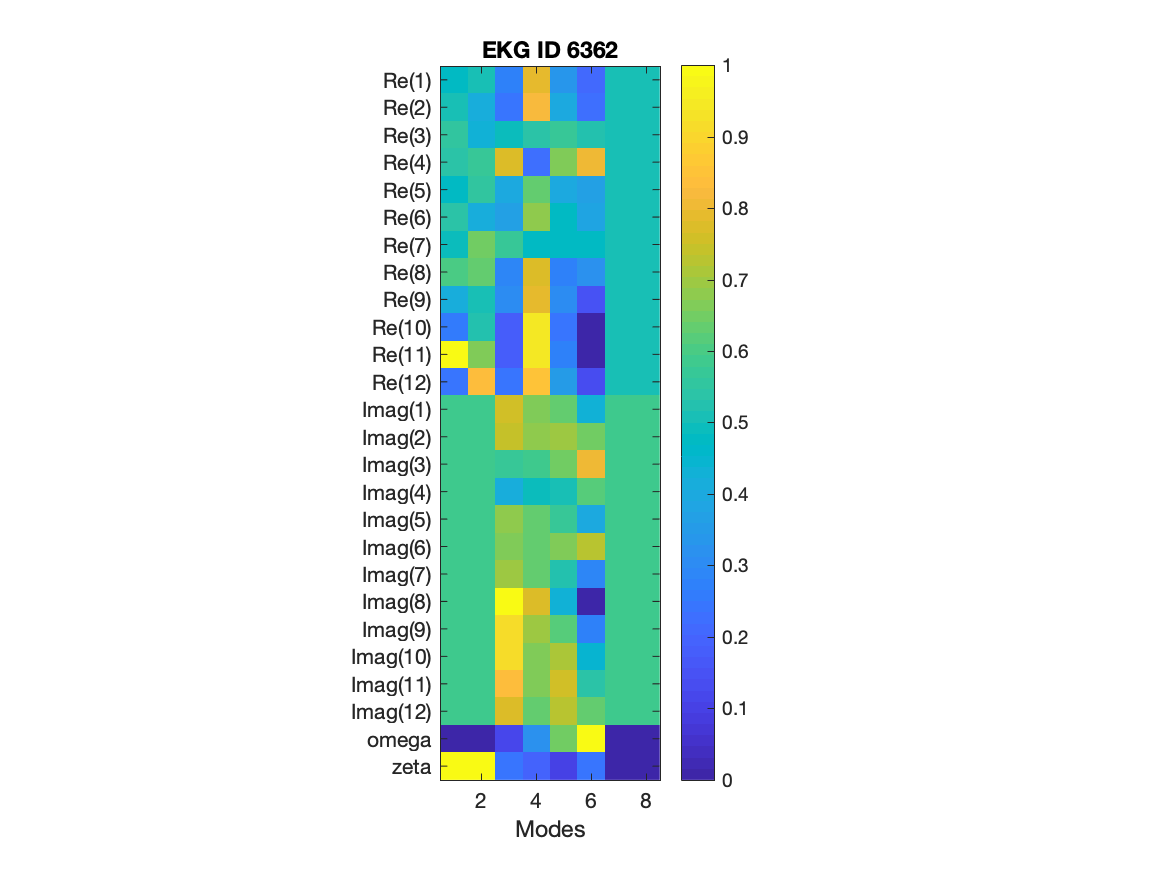 EKG ID 6362
Re(1)
Re(2)
Re(3)
Re(4)
Re(5)
Re(6)
Re(7)
Re(8)
Re(9)
Re(10)
Re(11)
Re(12)
Imag(1)
Imag(2)
Imag(3)
Imag(4)
Imag(5)
Imag(6)
Imag(7)
Imag(8)
Imag(9)
Imag(10)
Imag(11)
Imag(12)
omega
zeta
2 4 6 8
Modes
1
0.9
0.8
0.7
0.6
0.5
0.4
0.3
0.2
0.1
0